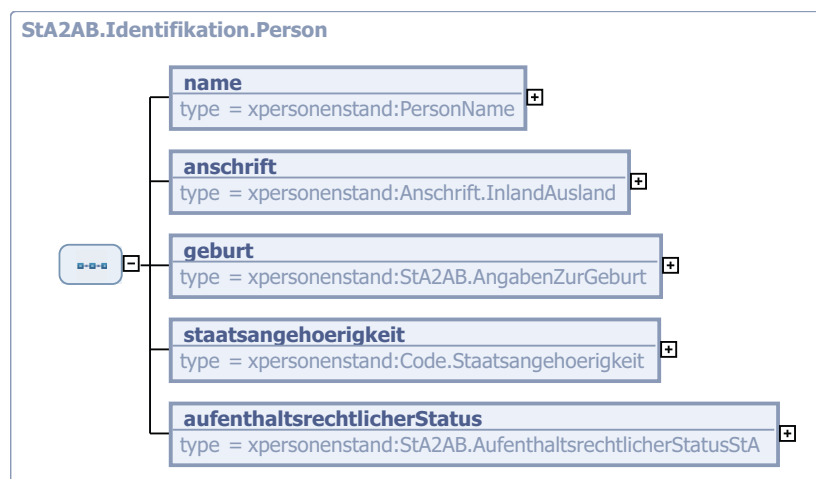 StA2AB.Identifikation.Person
name
type = xpersonenstand:PersonName
anschrift
type = xpersonenstand:Anschrift.InlandAusland
geburt
type = xpersonenstand:StA2AB.AngabenZurGeburt
staatsangehoerigkeit
type = xpersonenstand:Code.Staatsangehoerigkeit
aufenthaltsrechtlicherStatus
type = xpersonenstand:StA2AB.AufenthaltsrechtlicherStatusStA